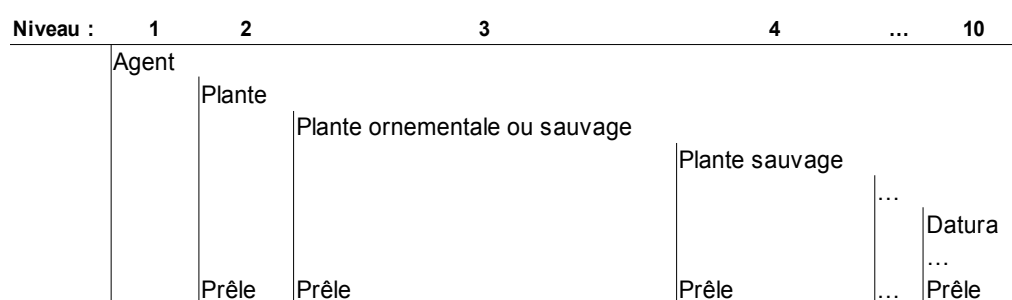 Niveau : 1 2 3 4 … 10
Agent
Plante
Plante ornementale ou sauvage
Plante sauvage
…
Datura
…
Prêle Prêle Prêle … Prêle